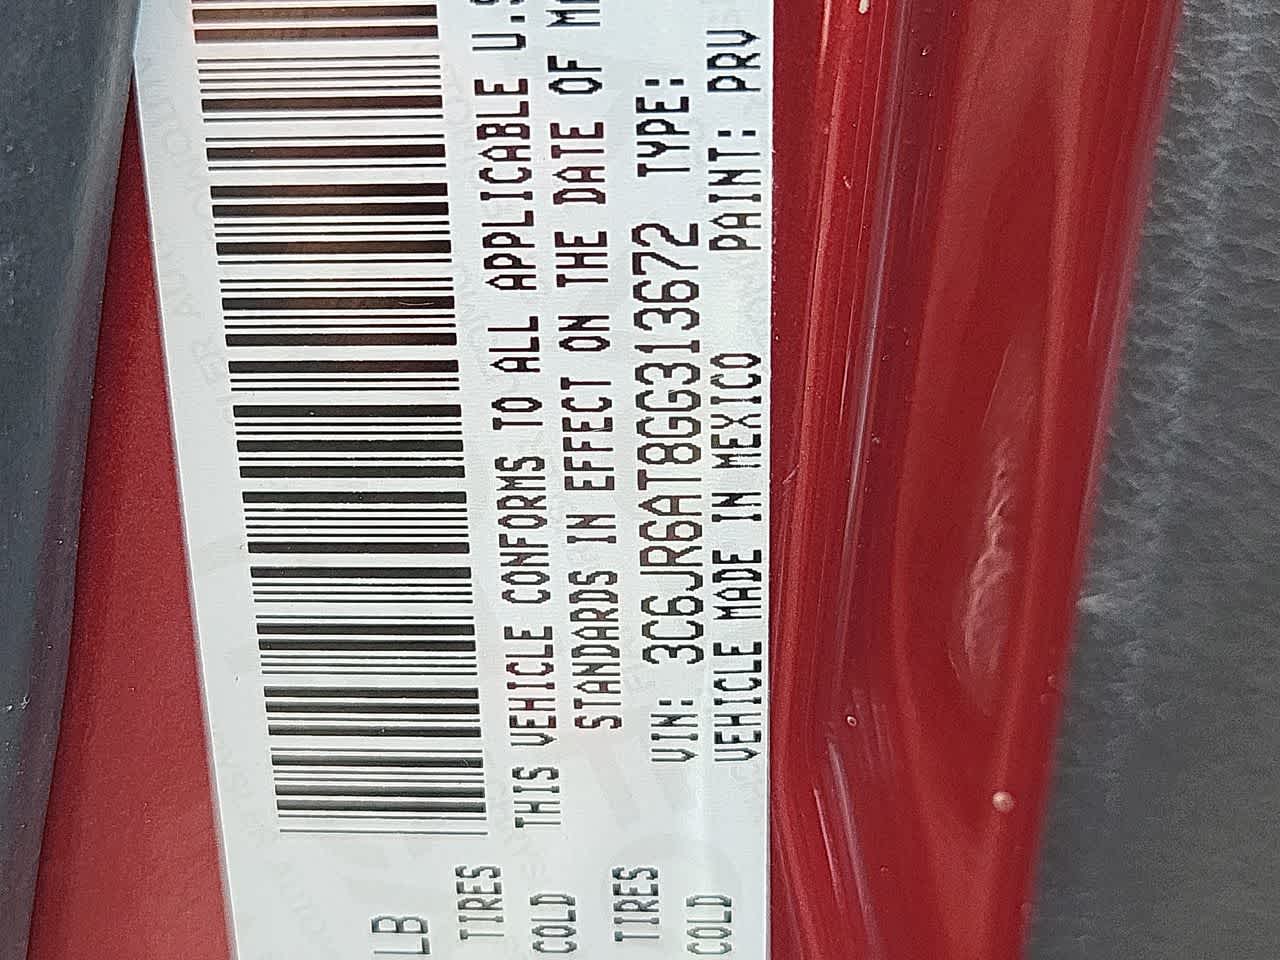 THIS VEHICLE CONFORMS TO ALL APPLICABLE U.S
STANDARDS IN EFFECT ON THE DATE OF
VIN: 3C6JR6AT8GG313672 TYPE:
VEHICLE MADE IN MEXICO PAINT: PRV
LB
TIRES
COLD
TIRES
COLD